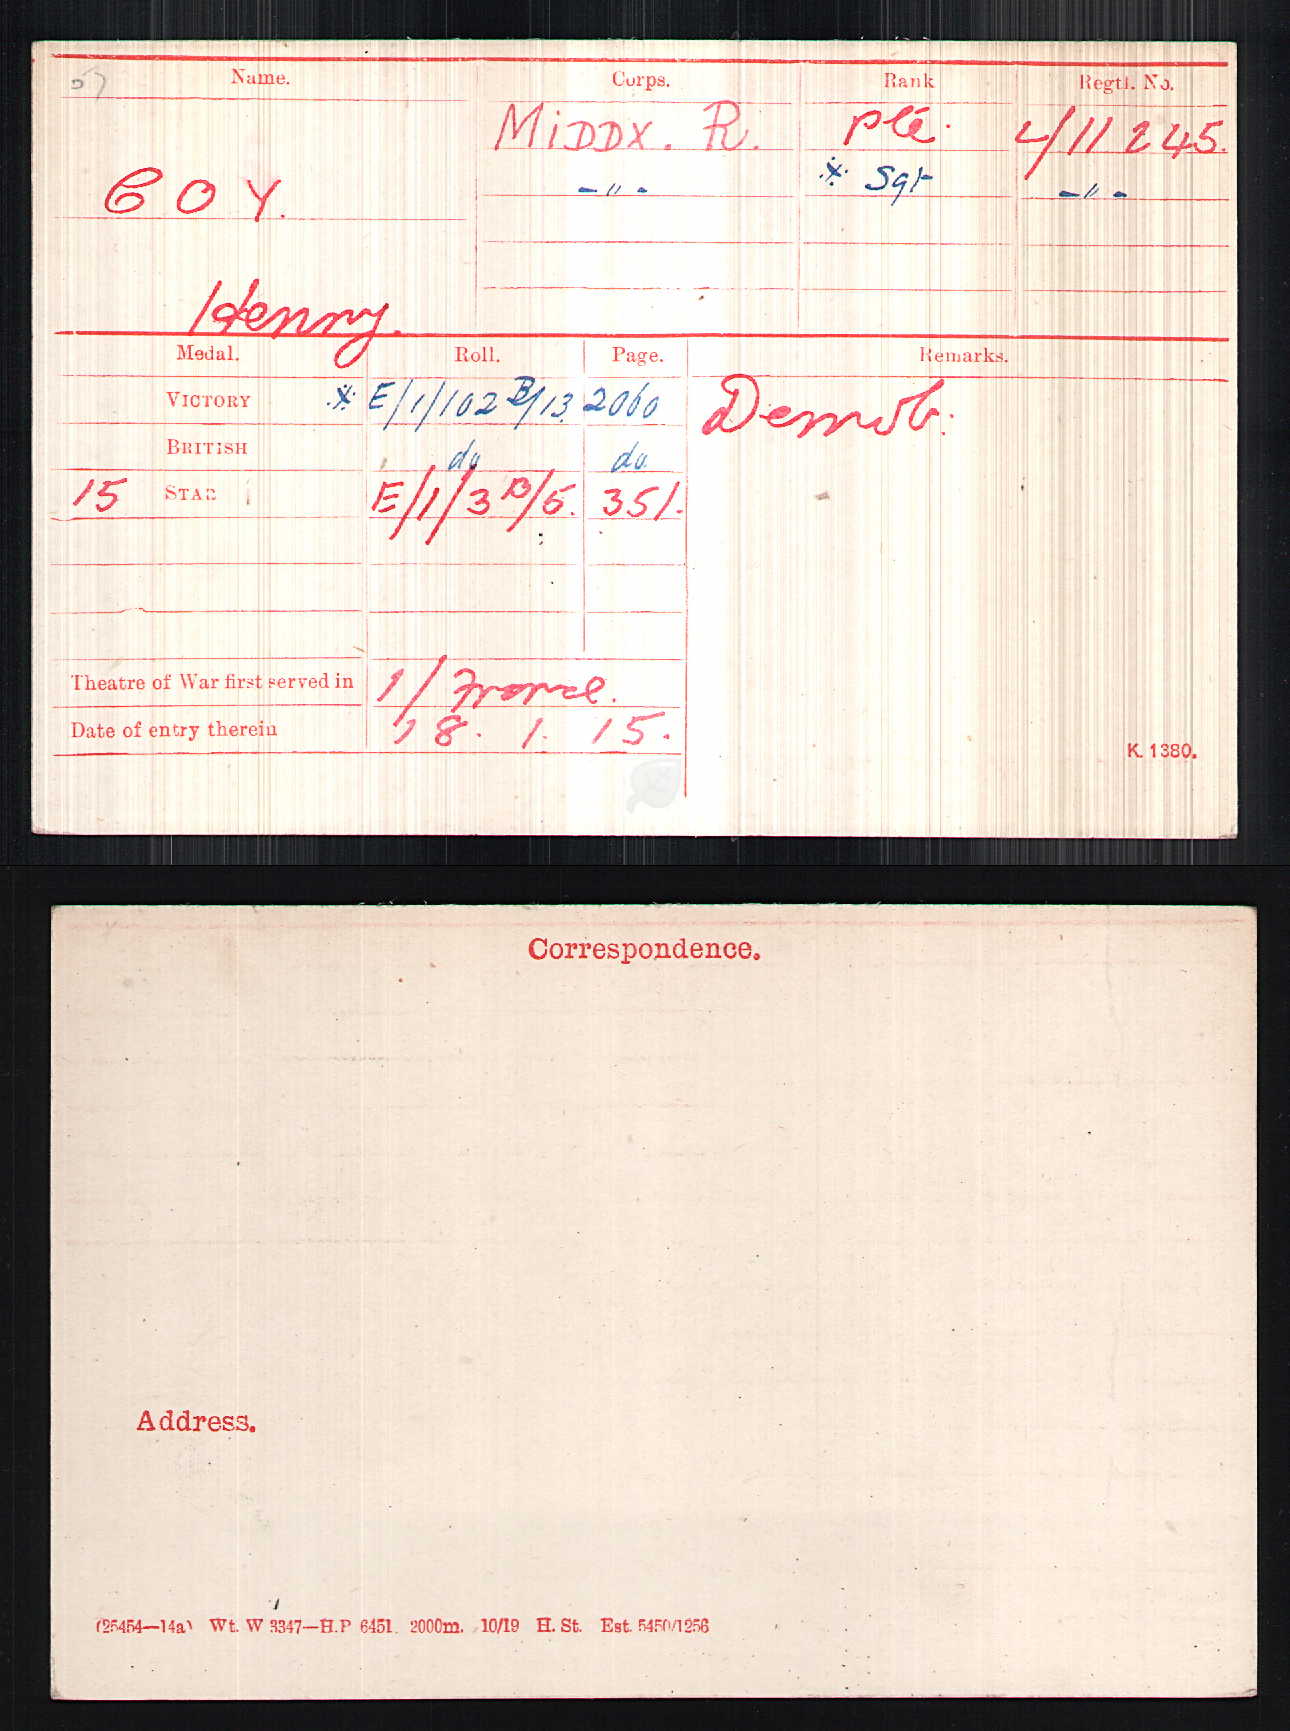 Name. Corps. Rank Regtl. No.
MIDDX. R. Pte. L/11245.
COY. -"- * Sgt -"-
Henry.
Medal. Roll. Page. Remarks.
VICTORY * E/1/102 B/13 2060 Demob.
BRITISH do do
15 STAR E/1/3 B/5. 351.
Theatre of War first served in 1/ France.
Date of entry therein 18. 1. 15.
K. 1380.
Correspondence.
Address.
(25454—14a) Wt. W 3347—H.P 6451. 2000m. 10/19 H. St. Est. 5450/1256